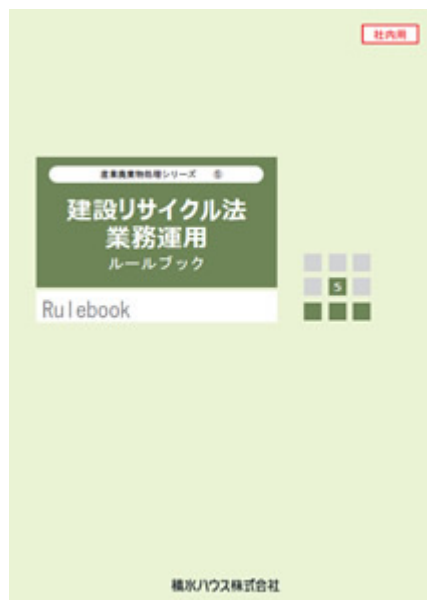 社内用
産業廃棄物処理シリーズ ⑤
建設リサイクル法
業務運用
ルールブック
Rulebook
5
積水ハウス株式会社